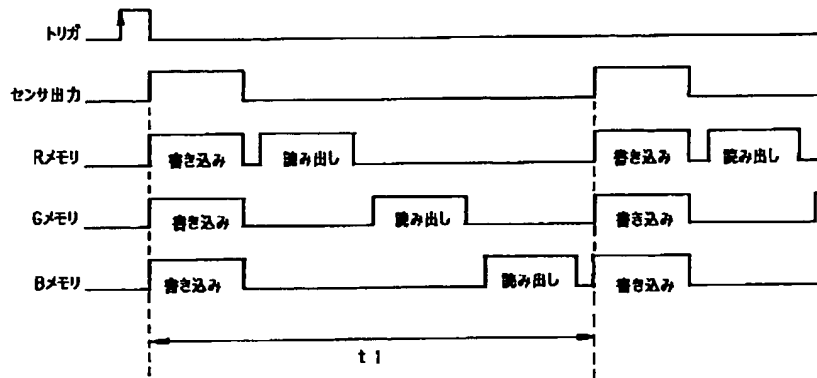 トリガ
センサ出力
Rメモリ 書き込み 読み出し 書き込み 読み出し
Gメモリ 書き込み 読み出し 書き込み
Bメモリ 書き込み 読み出し 書き込み
t1